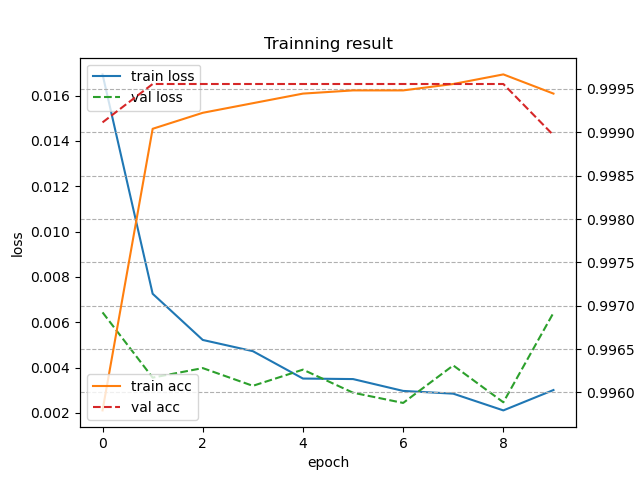 Trainning result
train loss
val loss
train acc
val acc
0.016
0.014
0.012
0.010
0.008
0.006
0.004
0.002
loss
0.9995
0.9990
0.9985
0.9980
0.9975
0.9970
0.9965
0.9960
0 2 4 6 8
epoch